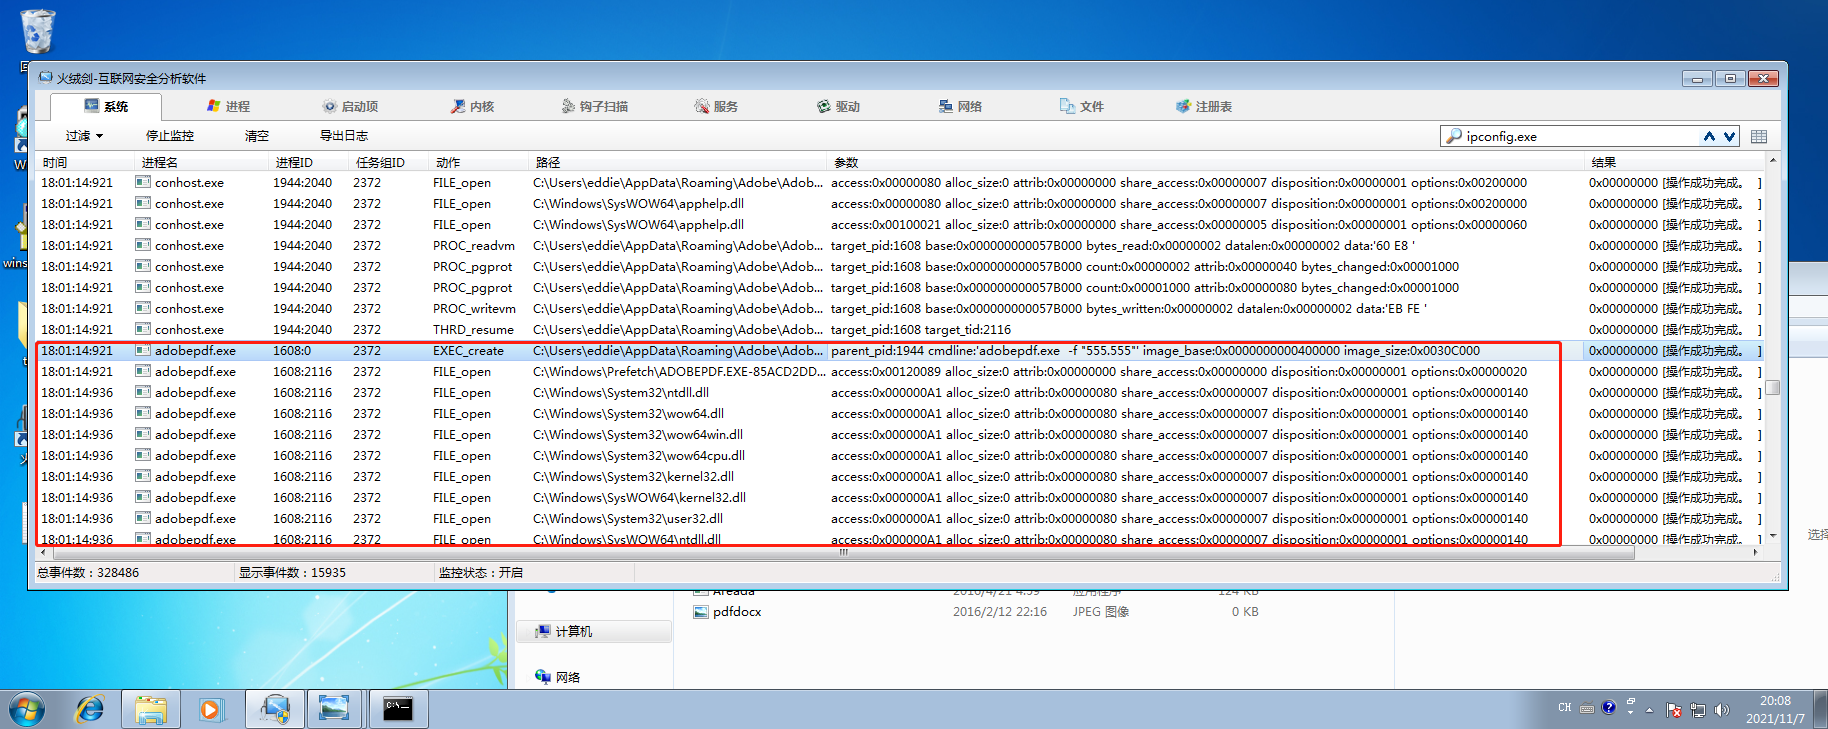 火绒剑-互联网安全分析软件
系统 进程 启动项 内核 钩子扫描 服务 驱动 网络 文件 注册表
过滤 停止监控 清空 导出日志 ipconfig.exe
时间 进程名 进程ID 任务组ID 动作 路径 参数 结果
18:01:14:921 conhost.exe 1944:2040 2372 FILE_open C:\Users\eddie\AppData\Roaming\Adobe\Adob... access:0x00000080 alloc_size:0 attrib:0x00000000 share_access:0x00000007 disposition:0x00000001 options:0x00200000 0x00000000 [操作成功完成。 ]
18:01:14:921 conhost.exe 1944:2040 2372 FILE_open C:\Windows\SysWOW64\apphelp.dll access:0x00000080 alloc_size:0 attrib:0x00000000 share_access:0x00000007 disposition:0x00000001 options:0x00200000 0x00000000 [操作成功完成。 ]
18:01:14:921 conhost.exe 1944:2040 2372 FILE_open C:\Windows\SysWOW64\apphelp.dll access:0x00100021 alloc_size:0 attrib:0x00000000 share_access:0x00000005 disposition:0x00000001 options:0x00000060 0x00000000 [操作成功完成。 ]
18:01:14:921 conhost.exe 1944:2040 2372 PROC_readvm C:\Users\eddie\AppData\Roaming\Adobe\Adob... target_pid:1608 base:0x000000000057B000 bytes_read:0x00000002 datalen:0x00000002 data:'60 E8 ' 0x00000000 [操作成功完成。 ]
18:01:14:921 conhost.exe 1944:2040 2372 PROC_pgprot C:\Users\eddie\AppData\Roaming\Adobe\Adob... target_pid:1608 base:0x000000000057B000 count:0x00000002 attrib:0x00000040 bytes_changed:0x00001000 0x00000000 [操作成功完成。 ]
18:01:14:921 conhost.exe 1944:2040 2372 PROC_pgprot C:\Users\eddie\AppData\Roaming\Adobe\Adob... target_pid:1608 base:0x000000000057B000 count:0x00001000 attrib:0x00000080 bytes_changed:0x00001000 0x00000000 [操作成功完成。 ]
18:01:14:921 conhost.exe 1944:2040 2372 PROC_writevm C:\Users\eddie\AppData\Roaming\Adobe\Adob... target_pid:1608 base:0x000000000057B000 bytes_written:0x00000002 datalen:0x00000002 data:'EB FE ' 0x00000000 [操作成功完成。 ]
18:01:14:921 conhost.exe 1944:2040 2372 THRD_resume C:\Users\eddie\AppData\Roaming\Adobe\Adob... target_pid:1608 target_tid:2116 0x00000000 [操作成功完成。 ]
18:01:14:921 adobepdf.exe 1608:0 2372 EXEC_create C:\Users\eddie\AppData\Roaming\Adobe\Adob... parent_pid:1944 cmdline:'adobepdf.exe -f "555.555"' image_base:0x0000000000400000 image_size:0x0030C000 0x00000000 [操作成功完成。 ]
18:01:14:921 adobepdf.exe 1608:2116 2372 FILE_open C:\Windows\Prefetch\ADOBEPDF.EXE-85ACD2DD... access:0x00120089 alloc_size:0 attrib:0x00000000 share_access:0x00000000 disposition:0x00000001 options:0x00000020 0x00000000 [操作成功完成。 ]
18:01:14:936 adobepdf.exe 1608:2116 2372 FILE_open C:\Windows\System32\ntdll.dll access:0x000000A1 alloc_size:0 attrib:0x00000080 share_access:0x00000007 disposition:0x00000001 options:0x00000140 0x00000000 [操作成功完成。 ]
18:01:14:936 adobepdf.exe 1608:2116 2372 FILE_open C:\Windows\System32\wow64.dll access:0x000000A1 alloc_size:0 attrib:0x00000080 share_access:0x00000007 disposition:0x00000001 options:0x00000140 0x00000000 [操作成功完成。 ]
18:01:14:936 adobepdf.exe 1608:2116 2372 FILE_open C:\Windows\System32\wow64win.dll access:0x000000A1 alloc_size:0 attrib:0x00000080 share_access:0x00000007 disposition:0x00000001 options:0x00000140 0x00000000 [操作成功完成。 ]
18:01:14:936 adobepdf.exe 1608:2116 2372 FILE_open C:\Windows\System32\wow64cpu.dll access:0x000000A1 alloc_size:0 attrib:0x00000080 share_access:0x00000007 disposition:0x00000001 options:0x00000140 0x00000000 [操作成功完成。 ]
18:01:14:936 adobepdf.exe 1608:2116 2372 FILE_open C:\Windows\System32\kernel32.dll access:0x000000A1 alloc_size:0 attrib:0x00000080 share_access:0x00000007 disposition:0x00000001 options:0x00000140 0x00000000 [操作成功完成。 ]
18:01:14:936 adobepdf.exe 1608:2116 2372 FILE_open C:\Windows\SysWOW64\kernel32.dll access:0x000000A1 alloc_size:0 attrib:0x00000080 share_access:0x00000007 disposition:0x00000001 options:0x00000140 0x00000000 [操作成功完成。 ]
18:01:14:936 adobepdf.exe 1608:2116 2372 FILE_open C:\Windows\System32\user32.dll access:0x000000A1 alloc_size:0 attrib:0x00000080 share_access:0x00000007 disposition:0x00000001 options:0x00000140 0x00000000 [操作成功完成。 ]
18:01:14:936 adobepdf.exe 1608:2116 2372 FILE_open C:\Windows\SysWOW64\ntdll.dll access:0x000000A1 alloc_size:0 attrib:0x00000080 share_access:0x00000007 disposition:0x00000001 options:0x00000140 0x00000000 [操作成功完成。 ]
总事件数：328486 显示事件数：15935 监控状态：开启
wins
选择
Areada 2016/4/21 4:39 应用程序 124 KB
pdfdocx 2016/2/12 22:16 JPEG 图像 0 KB
计算机
网络
CH 20:08
2021/11/7